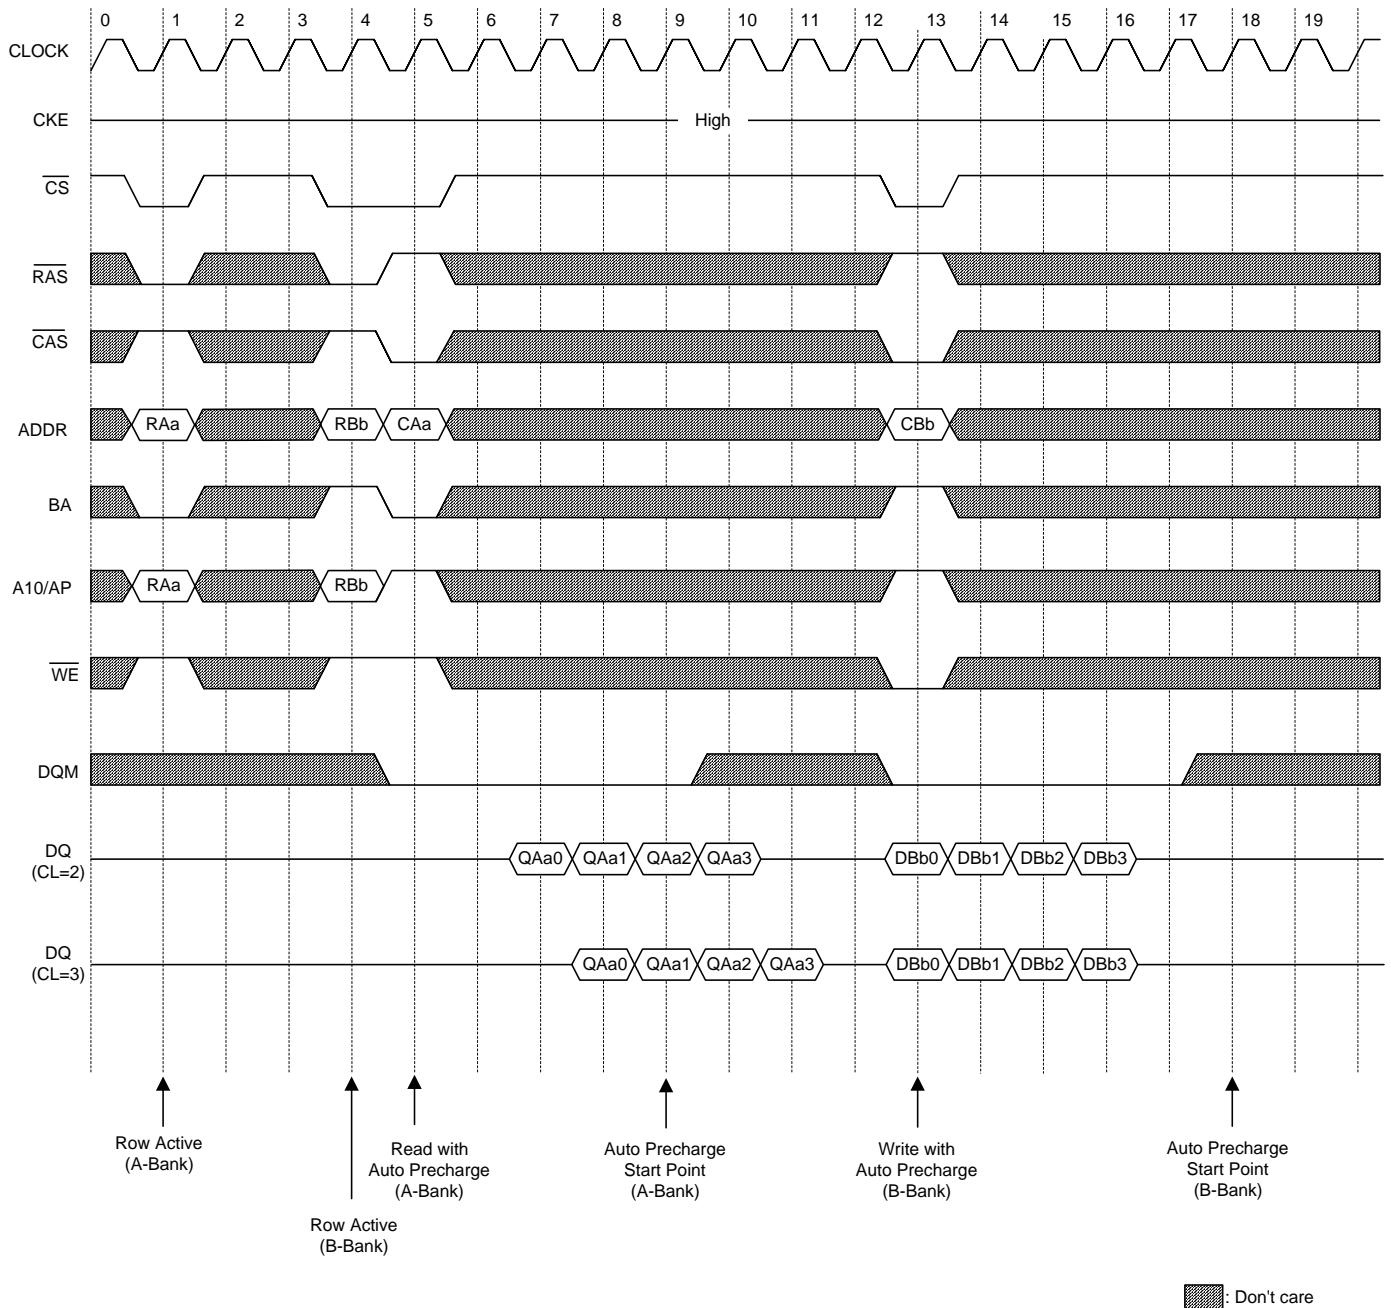 0 1 2 3 4 5 6 7 8 9 10 11 12 13 14 15 16 17 18 19
CLOCK
CKE High
CS
RAS
CAS
ADDR RAa RBb CAa CBb
BA
A10/AP RAa RBb
WE
DQM
DQ
(CL=2)
QAa0 QAa1 QAa2 QAa3 DBb0 DBb1 DBb2 DBb3
DQ
(CL=3)
QAa0 QAa1 QAa2 QAa3 DBb0 DBb1 DBb2 DBb3
Row Active
(A-Bank)
Row Active
(B-Bank)
Read with
Auto Precharge
(A-Bank)
Auto Precharge
Start Point
(A-Bank)
Write with
Auto Precharge
(B-Bank)
Auto Precharge
Start Point
(B-Bank)
: Don't care